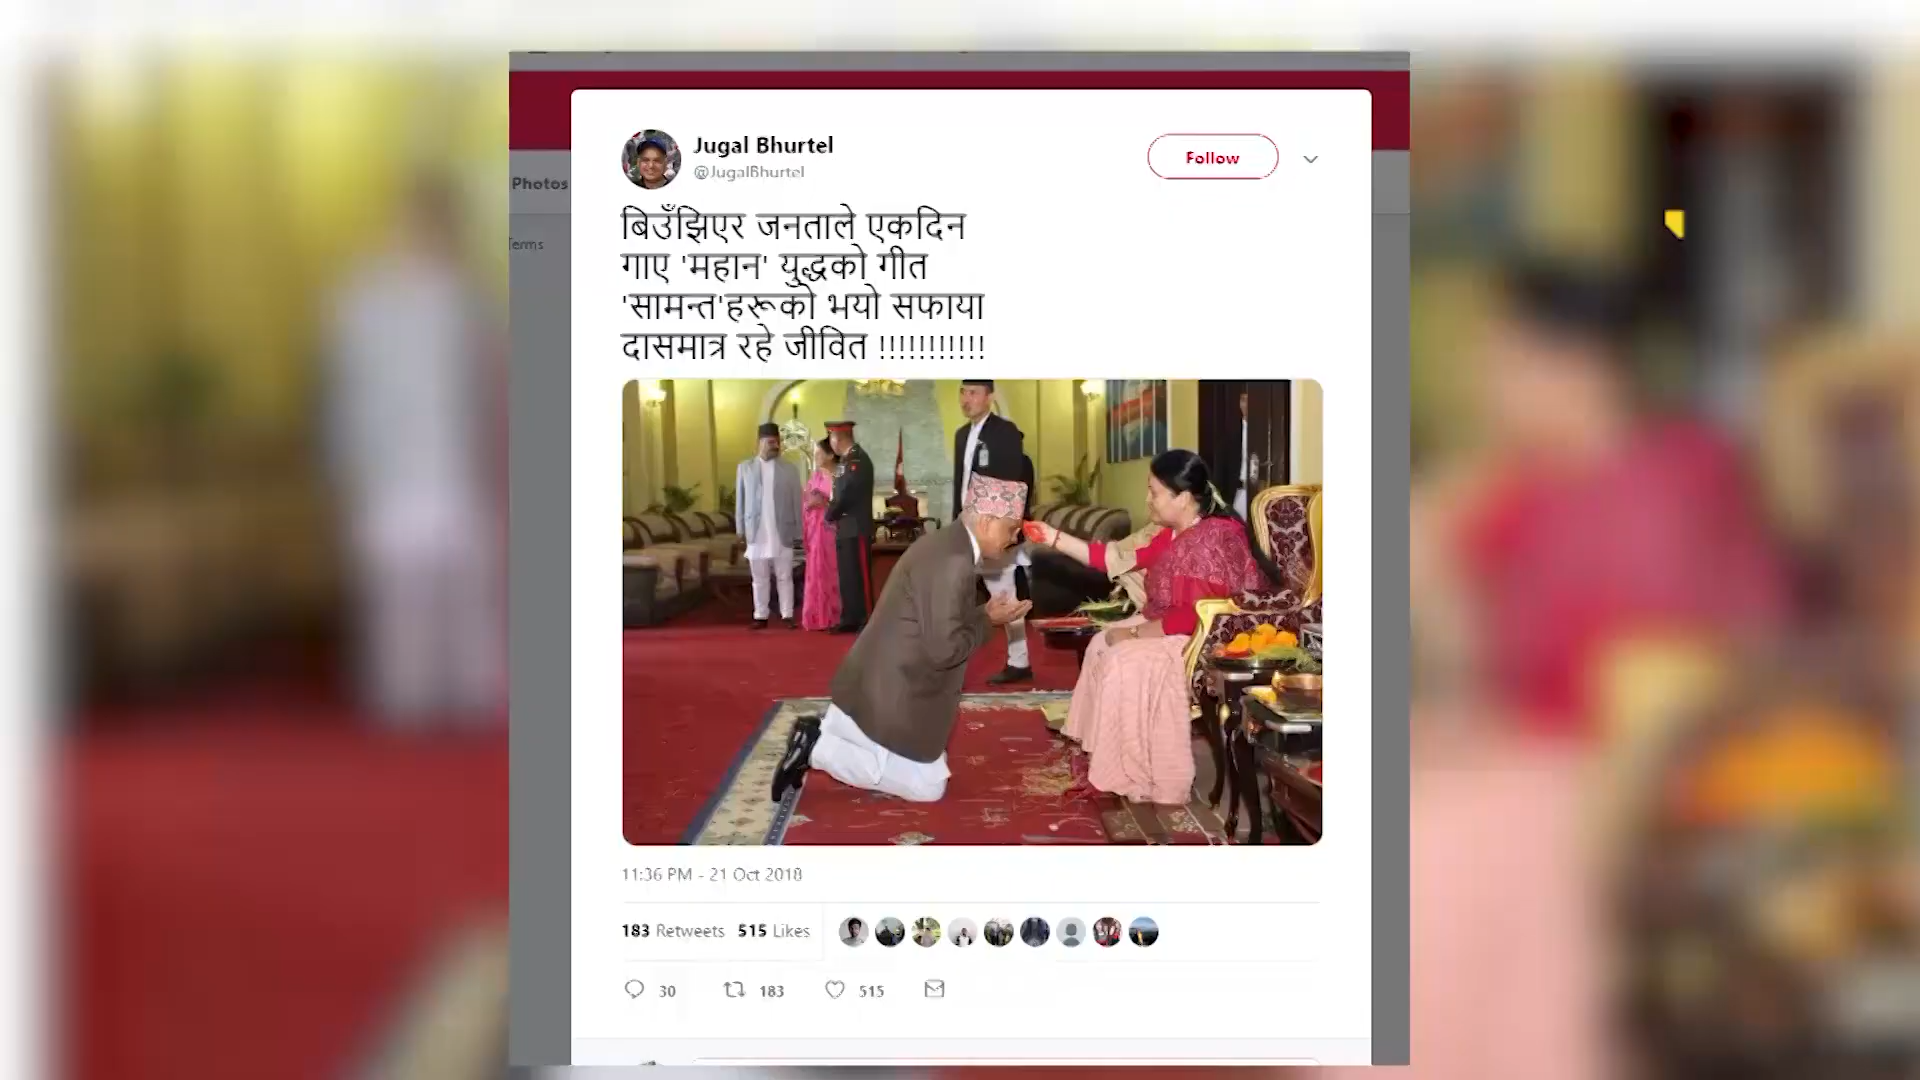 Jugal Bhurtel
@JugalBhurtel
Follow
Photos
Terms
बिउँझिएर जनताले एकदिन
गाए 'महान' युद्धको गीत
'सामन्त'हरूको भयो सफाया
दासमात्र रहे जीवित !!!!!!!!!!!
11:36 PM - 21 Oct 2018
183 Retweets 515 Likes
30 183 515